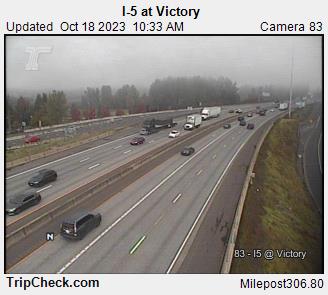 I-5 at Victory
Updated Oct 18 2023 10:33 AM Camera 83
T
N
83 - I5 @ Victory
TripCheck.com Milepost306.80